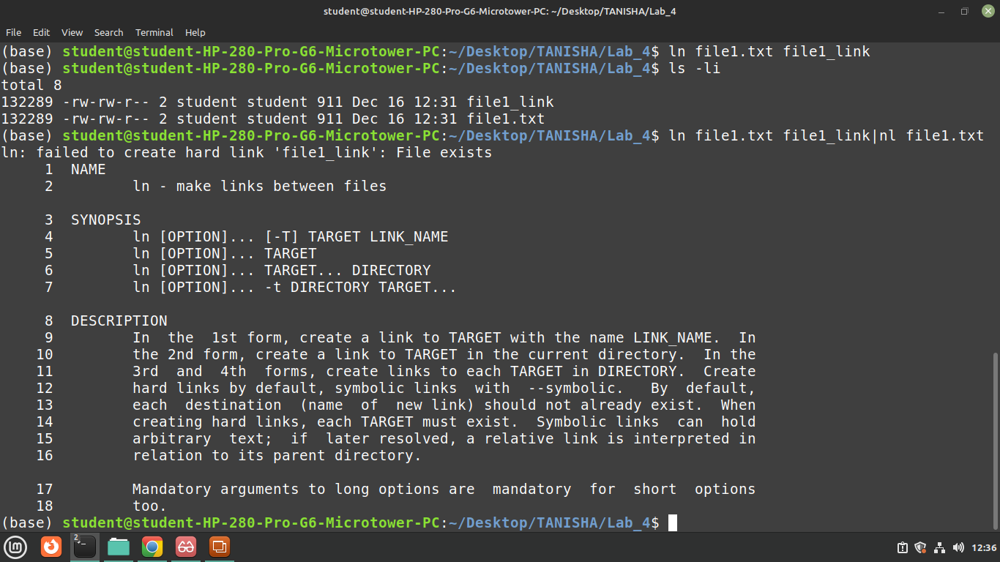 student@student-HP-280-Pro-G6-Microtower-PC: ~/Desktop/TANISHA/Lab_4
File Edit View Search Terminal Help
(base) student@student-HP-280-Pro-G6-Microtower-PC:~/Desktop/TANISHA/Lab_4$ ln file1.txt file1_link
(base) student@student-HP-280-Pro-G6-Microtower-PC:~/Desktop/TANISHA/Lab_4$ ls -li
total 8
132289 -rw-rw-r-- 2 student student 911 Dec 16 12:31 file1_link
132289 -rw-rw-r-- 2 student student 911 Dec 16 12:31 file1.txt
(base) student@student-HP-280-Pro-G6-Microtower-PC:~/Desktop/TANISHA/Lab_4$ ln file1.txt file1_link|nl file1.txt
ln: failed to create hard link 'file1_link': File exists
     1  NAME
     2         ln - make links between files

     3  SYNOPSIS
     4         ln [OPTION]... [-T] TARGET LINK_NAME
     5         ln [OPTION]... TARGET
     6         ln [OPTION]... TARGET... DIRECTORY
     7         ln [OPTION]... -t DIRECTORY TARGET...

     8  DESCRIPTION
     9         In  the  1st form, create a link to TARGET with the name LINK_NAME.  In
    10         the 2nd form, create a link to TARGET in the current directory.  In the
    11         3rd  and  4th  forms, create links to each TARGET in DIRECTORY.  Create
    12         hard links by default, symbolic links  with  --symbolic.   By  default,
    13         each  destination  (name  of  new link) should not already exist.  When
    14         creating hard links, each TARGET must exist.  Symbolic links  can  hold
    15         arbitrary  text;  if  later resolved, a relative link is interpreted in
    16         relation to its parent directory.

    17         Mandatory arguments to long options are  mandatory  for  short  options
    18         too.
(base) student@student-HP-280-Pro-G6-Microtower-PC:~/Desktop/TANISHA/Lab_4$
2
12:36